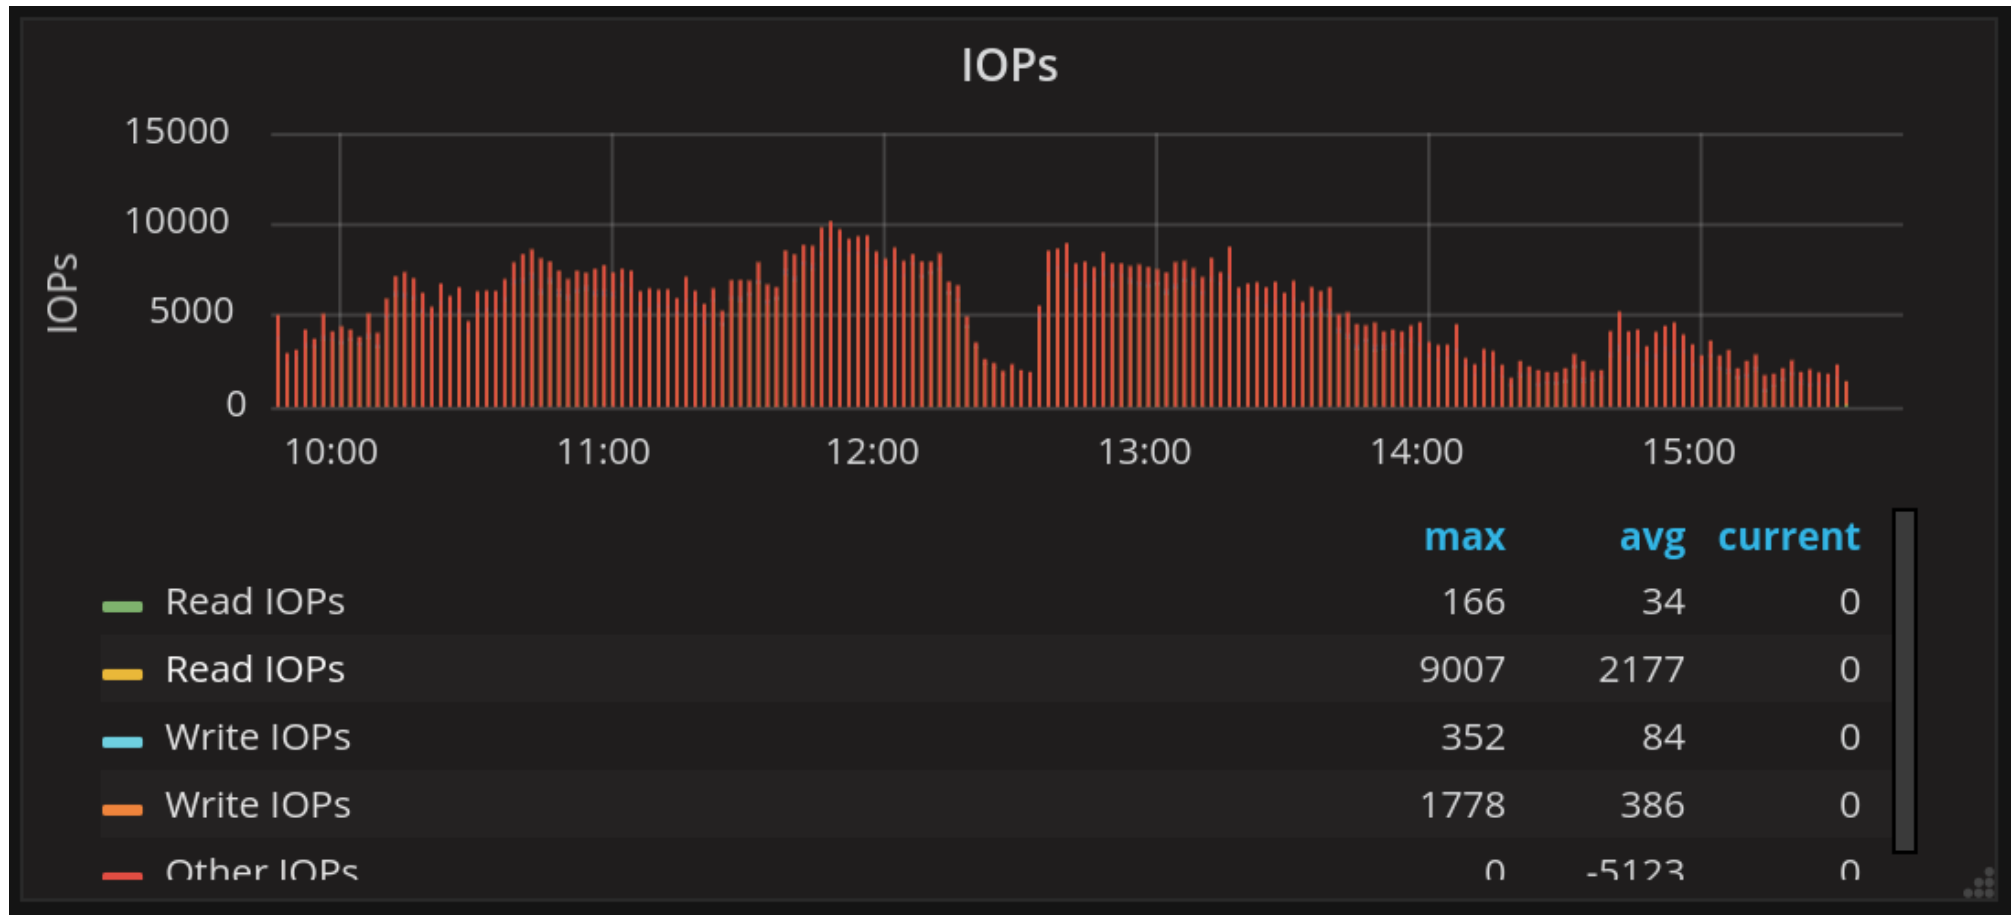 IOPs
15000
10000
5000
0
IOPs
10:00 11:00 12:00 13:00 14:00 15:00
max avg current
Read IOPs 166 34 0
Read IOPs 9007 2177 0
Write IOPs 352 84 0
Write IOPs 1778 386 0
Other IOPs 0 -5123 0